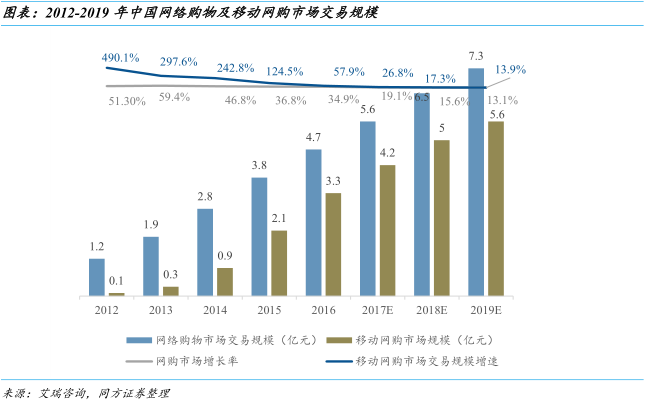 图表：2012-2019 年中国网络购物及移动网购市场交易规模
490.1% 297.6% 242.8% 124.5% 57.9% 26.8% 17.3% 13.9%
51.30% 59.4% 46.8% 36.8% 34.9% 19.1% 15.6% 13.1%
1.2 1.9 2.8 3.8 4.7 5.6 6.5 7.3
0.1 0.3 0.9 2.1 3.3 4.2 5 5.6
2012 2013 2014 2015 2016 2017E 2018E 2019E
网络购物市场交易规模（亿元） 移动网购市场规模（亿元）
网购市场增长率 移动网购市场交易规模增速
来源：艾瑞咨询，同方证券整理